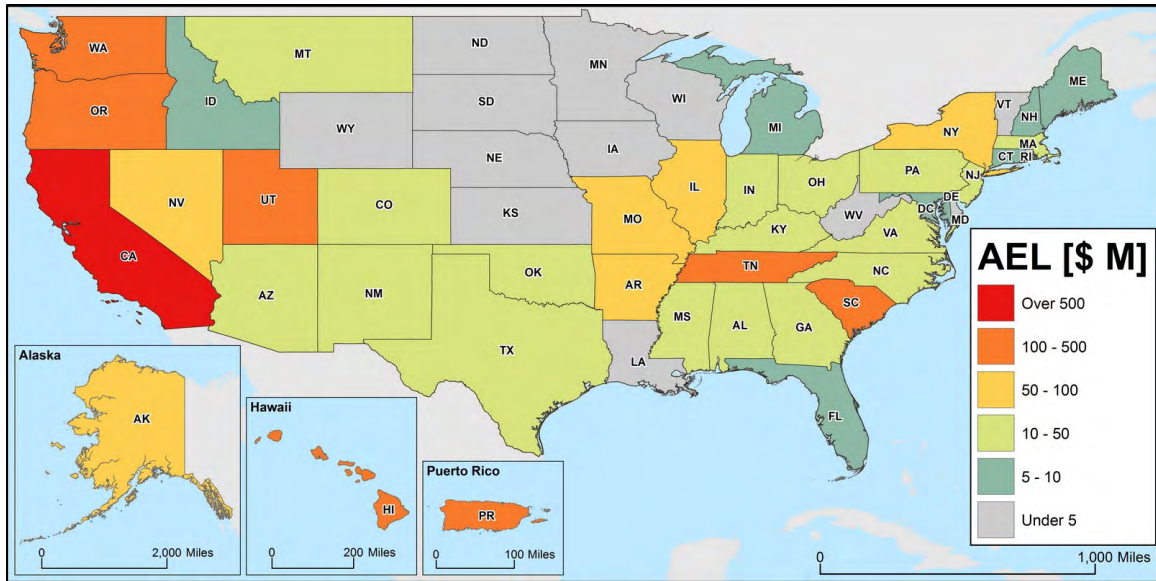 WA
MT
ND
MN
ME
OR
ID
SD
WI
VT
NH
WY
MI
NY
MA
CT RI
IA
NE
PA
NJ
NV
UT
CO
IL
IN
OH
DE
DC
MD
WV
KS
MO
KY
VA
CA
TN
NC
OK
AR
AZ
NM
SC
MS
AL
GA
TX
LA
FL
AEL [$ M]
Over 500
100 - 500
50 - 100
10 - 50
5 - 10
Under 5
Alaska
AK
0
2,000 Miles
Hawaii
HI
0
200 Miles
Puerto Rico
PR
0
100 Miles
0
1,000 Miles